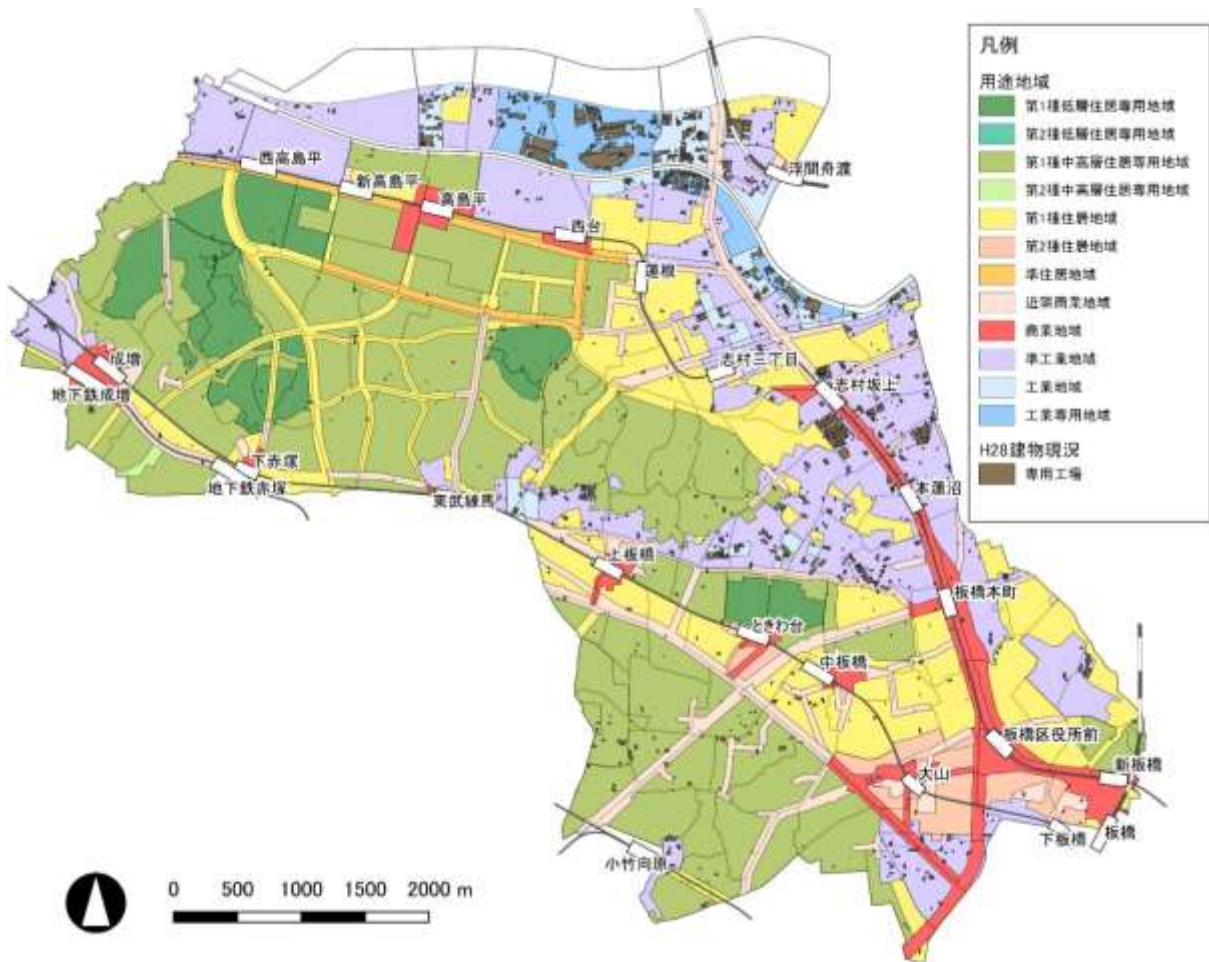 凡例
用途地域
第1種低層住居専用地域
第2種低層住居専用地域
第1種中高層住居専用地域
第2種中高層住居専用地域
第1種住居地域
第2種住居地域
準住居地域
近隣商業地域
商業地域
準工業地域
工業地域
工業専用地域
H28建物現況
専用工場
西高島平
新高島平
高島平
西台
浮間舟渡
蓮根
志村三丁目
志村坂上
成増
地下鉄成増
下赤塚
地下鉄赤塚
東武練馬
本蓮沼
上板橋
板橋本町
ときわ台
中板橋
板橋区役所前
新板橋
大山
下板橋
板橋
小竹向原
0 500 1000 1500 2000 m